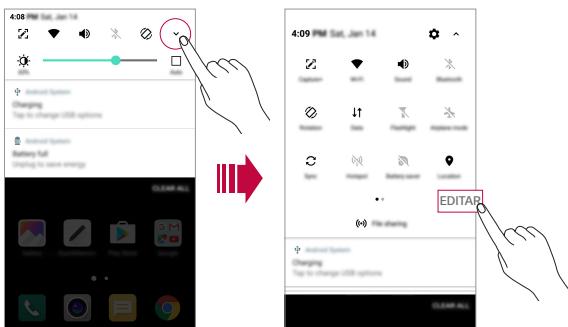 4:08 PM Sat, Jan 14
Auto
Android System
Charging
Tap to change USB options
Android System
Battery full
Unplug to save energy
CLEAR ALL
4:09 PM Sat, Jan 14
Capture+
Wi-Fi
Sound
Bluetooth
Rotation
Data
Flashlight
Airplane mode
Sync
Hotspot
Battery saver
Location
EDITAR
File sharing
Android System
Charging
Tap to change USB options
CLEAR ALL